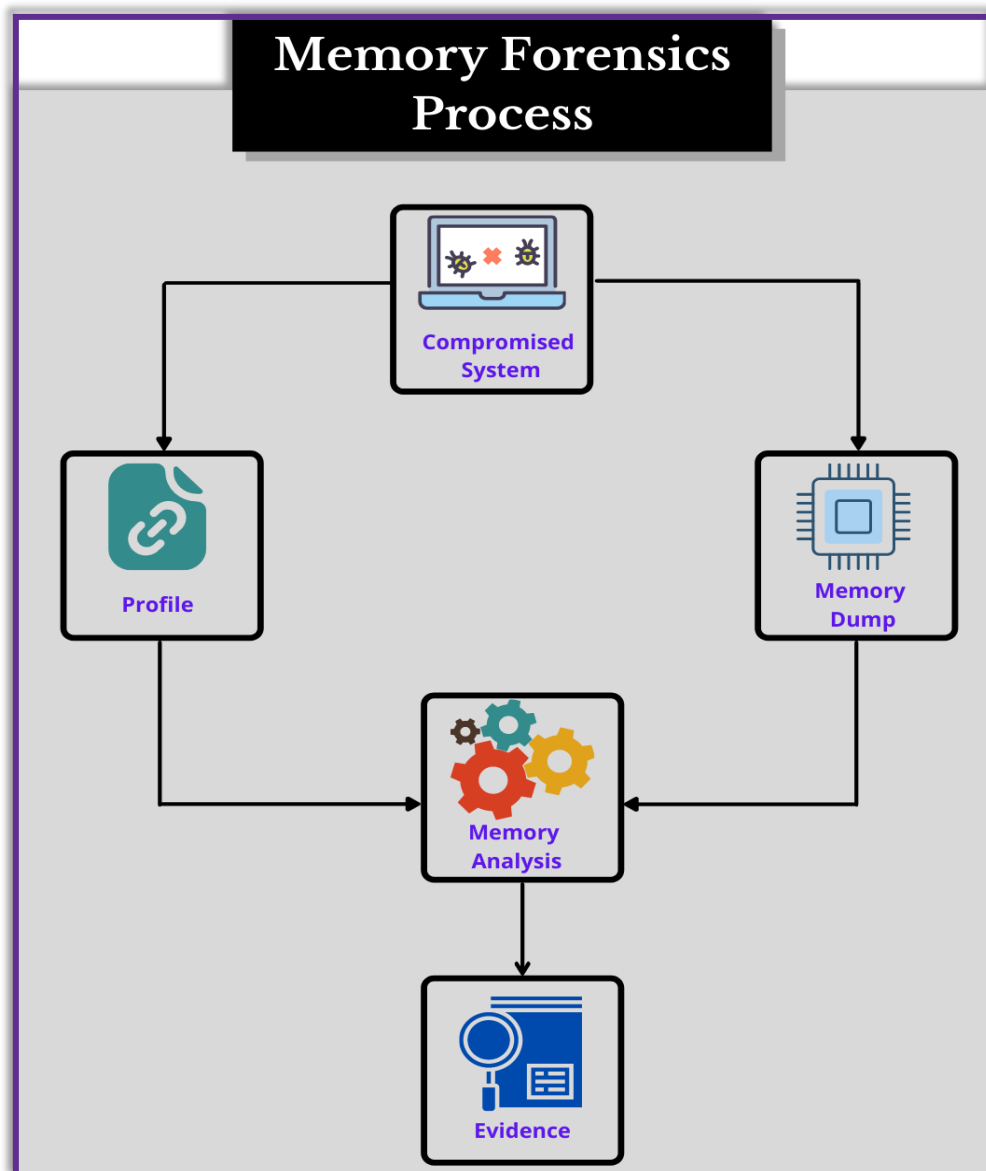 Memory Forensics
Process
Compromised
System
Profile
Memory
Dump
Memory
Analysis
Evidence